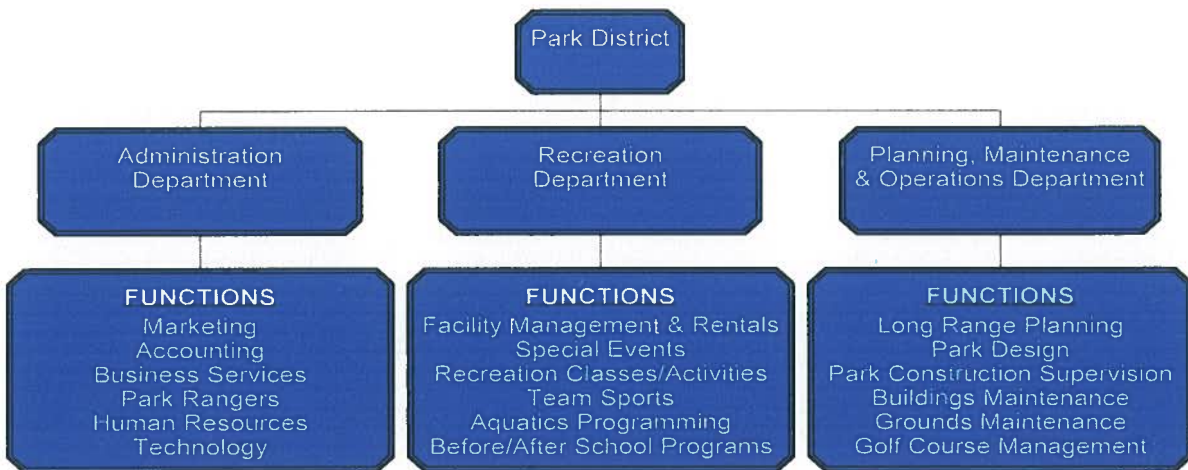 Park District
Administration
Department
Recreation
Department
Planning, Maintenance
& Operations Department
FUNCTIONS
Marketing
Accounting
Business Services
Park Rangers
Human Resources
Technology
FUNCTIONS
Facility Management & Rentals
Special Events
Recreation Classes/Activities
Team Sports
Aquatics Programming
Before/After School Programs
FUNCTIONS
Long Range Planning
Park Design
Park Construction Supervision
Buildings Maintenance
Grounds Maintenance
Golf Course Management